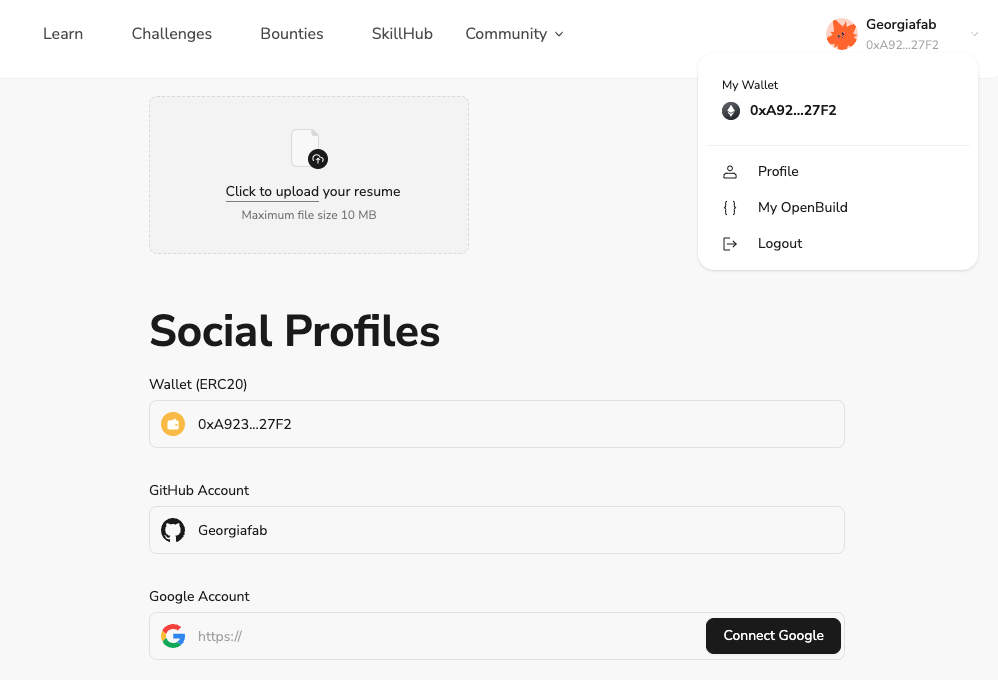 Learn
Challenges
Bounties
SkillHub
Community
Georgiafab
0xA92...27F2
My Wallet
0xA92...27F2
Profile
My OpenBuild
Logout
Click to upload your resume
Maximum file size 10 MB
Social Profiles
Wallet (ERC20)
0xA923...27F2
GitHub Account
Georgiafab
Google Account
https://
Connect Google